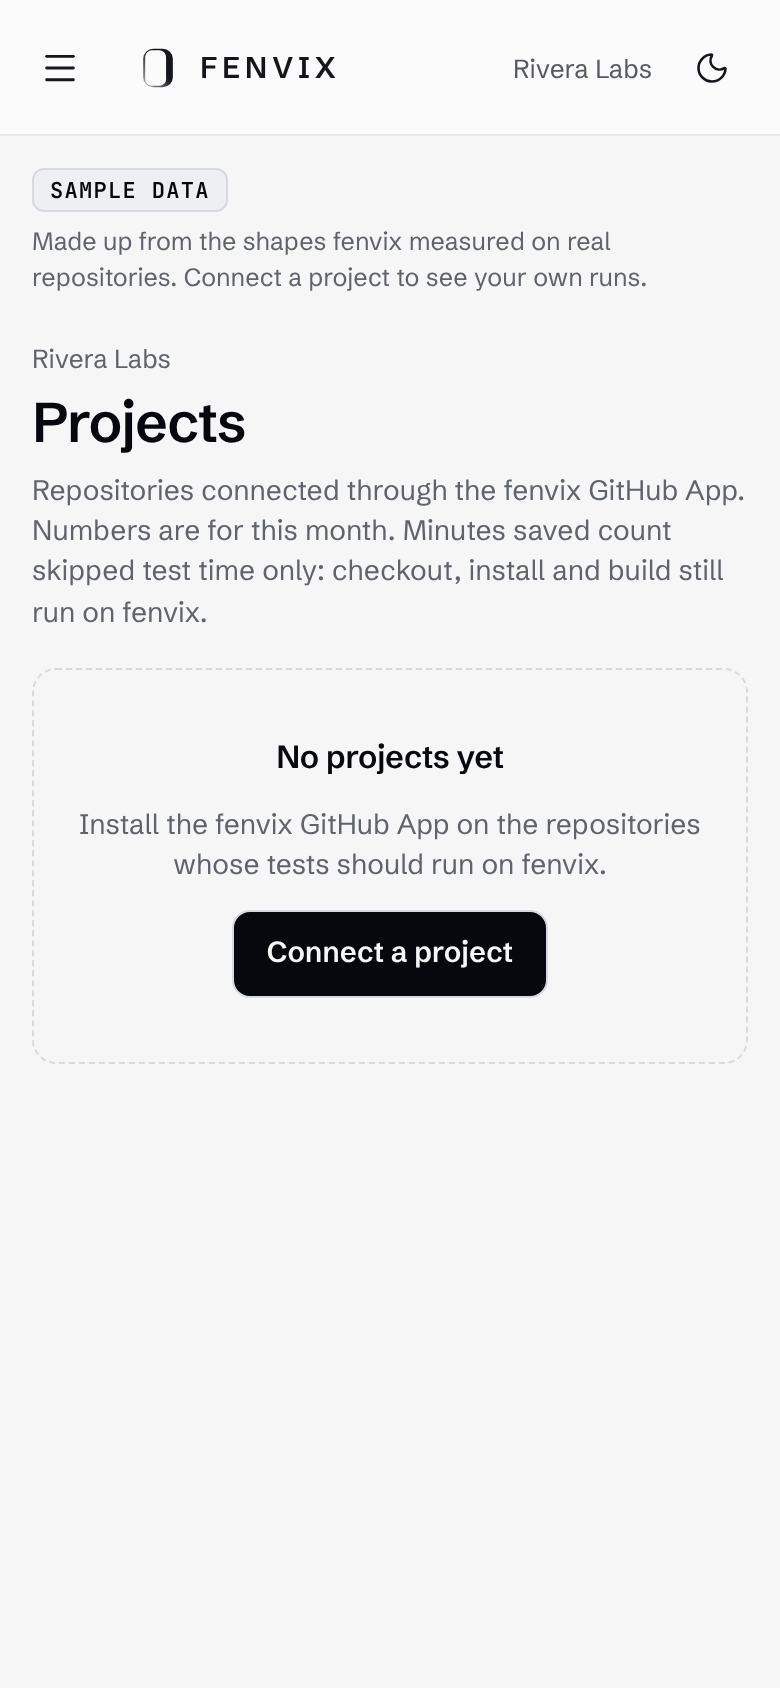 FENVIX
Rivera Labs
SAMPLE DATA
Made up from the shapes fenvix measured on real
repositories. Connect a project to see your own runs.
Rivera Labs
Projects
Repositories connected through the fenvix GitHub App.
Numbers are for this month. Minutes saved count
skipped test time only: checkout, install and build still
run on fenvix.
No projects yet
Install the fenvix GitHub App on the repositories
whose tests should run on fenvix.
Connect a project